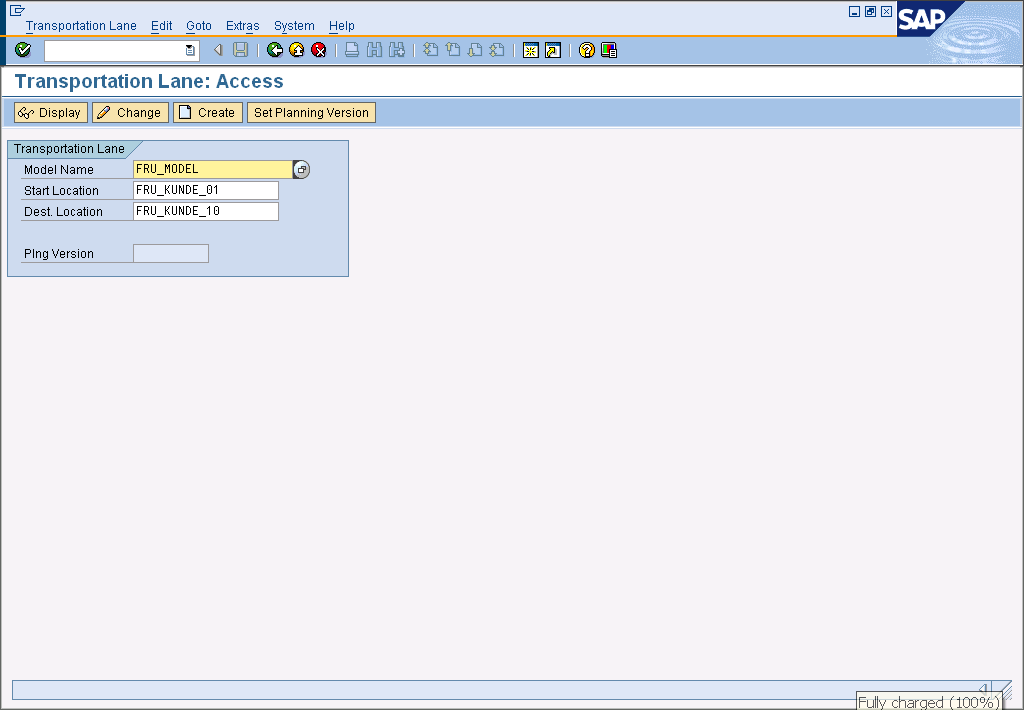 Transportation Lane Edit Goto Extras System Help
SAP
Transportation Lane: Access
Display Change Create Set Planning Version
Transportation Lane
Model Name FRU_MODEL
Start Location FRU_KUNDE_01
Dest. Location FRU_KUNDE_10
Plng Version
Fully charged (100%)